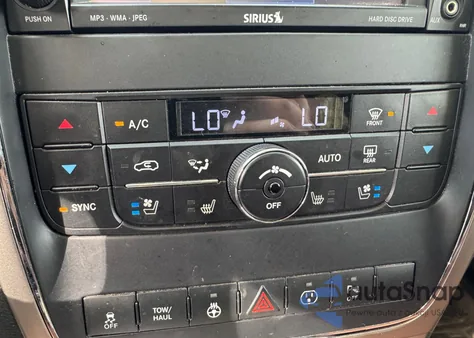 PUSH ON
MP3 - WMA - JPEG
SIRIUS
HARD DISC DRIVE
AUX
A/C
LO
LO
FRONT
AUTO
REAR
SYNC
OFF
OFF
TOW/
HAUL
AutoSnap